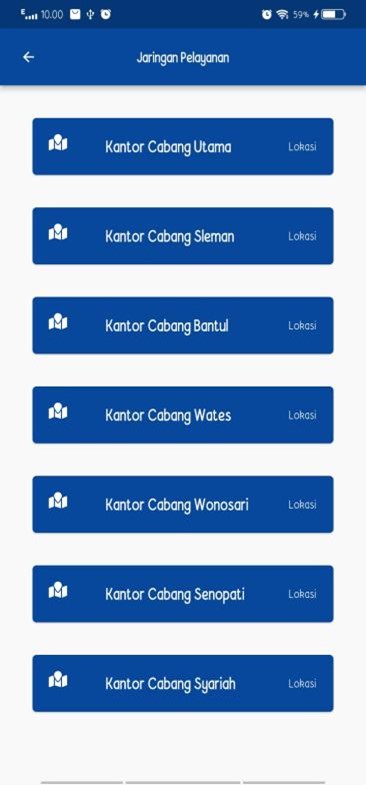 E 10.00 59%
Jaringan Pelayanan
Kantor Cabang Utama Lokasi
Kantor Cabang Sleman Lokasi
Kantor Cabang Bantul Lokasi
Kantor Cabang Wates Lokasi
Kantor Cabang Wonosari Lokasi
Kantor Cabang Senopati Lokasi
Kantor Cabang Syariah Lokasi